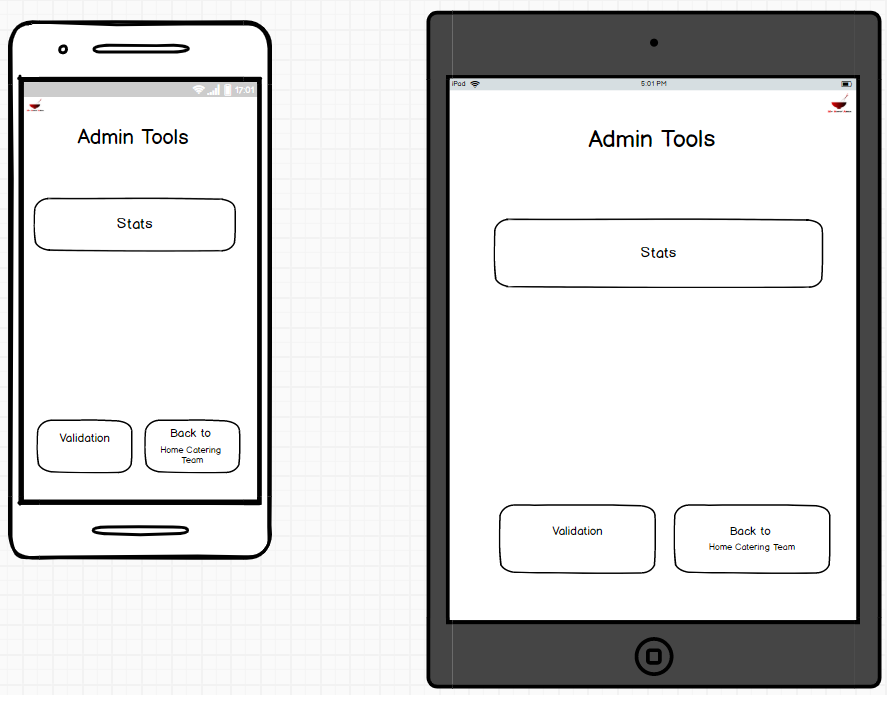 17:01
Admin Tools
Stats
Validation
Back to
Home Catering
Team
iPad
5:01 PM
Admin Tools
Stats
Validation
Back to
Home Catering Team